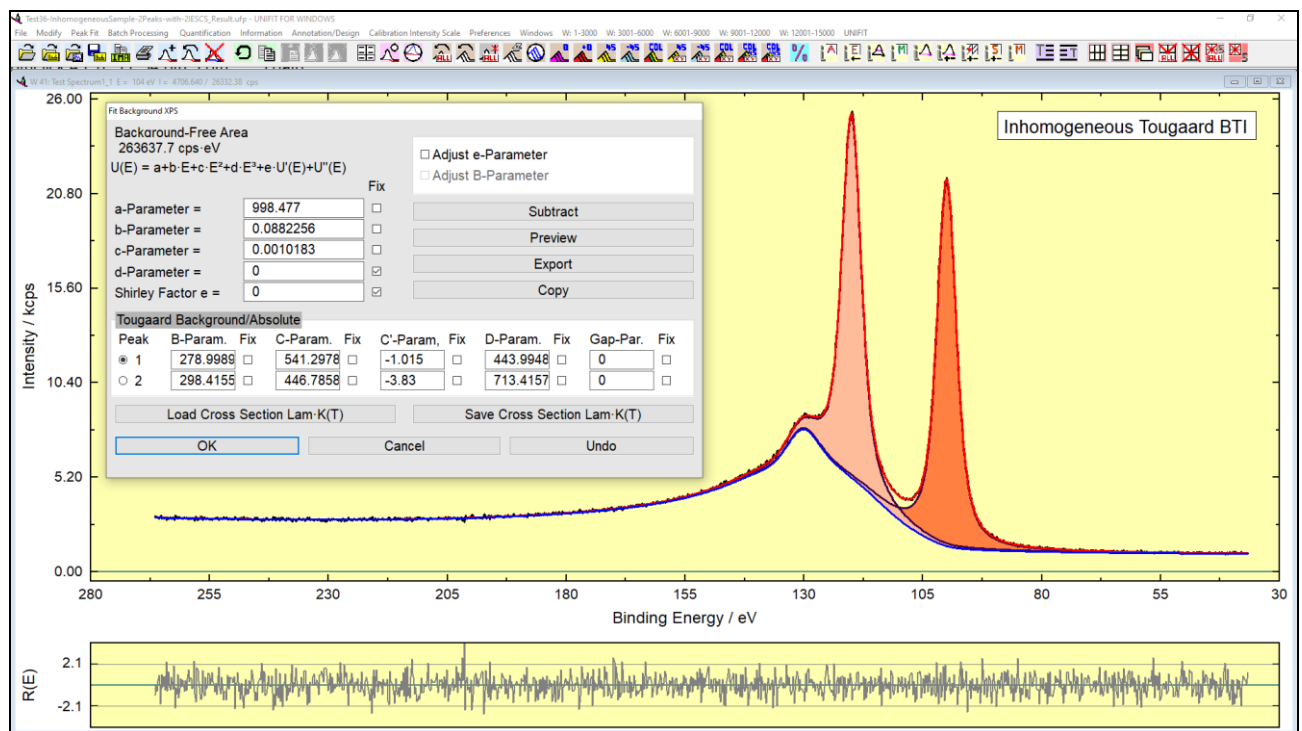 Test36-InhomogeneousSample-2Peaks-with-2IESCS_Result.ufp - UNIFIT FOR WINDOWS
File Modify Peak Fit Batch Processing Quantification Information Annotation/Design Calibration Intensity Scale Preferences Windows W: 1-3000 W: 3001-6000 W: 6001-9000 W: 9001-12000 W: 12001-15000 UNIFIT
W 41: Test Spectrum1_1 E = 104 eV I = 4706.640 / 26332.38 cps
Inhomogeneous Tougaard BTI
Fit Background XPS
Background-Free Area
263637.7 cps·eV
U(E) = a+b·E+c·E²+d·E³+e·U'(E)+U"(E)
Fix
a-Parameter = 998.477
b-Parameter = 0.0882256
c-Parameter = 0.0010183
d-Parameter = 0
Shirley Factor e = 0
Adjust e-Parameter
Adjust B-Parameter
Subtract
Preview
Export
Copy
Tougaard Background/Absolute
Peak B-Param. Fix C-Param. Fix C'-Param, Fix D-Param. Fix Gap-Par. Fix
1 278.9989 541.2978 -1.015 443.9948 0
2 298.4155 446.7858 -3.83 713.4157 0
Load Cross Section Lam·K(T) Save Cross Section Lam·K(T)
OK Cancel Undo
Intensity / kcps
26.00
20.80
15.60
10.40
5.20
0.00
280 255 230 205 180 155 130 105 80 55 30
Binding Energy / eV
R(E)
2.1
-2.1